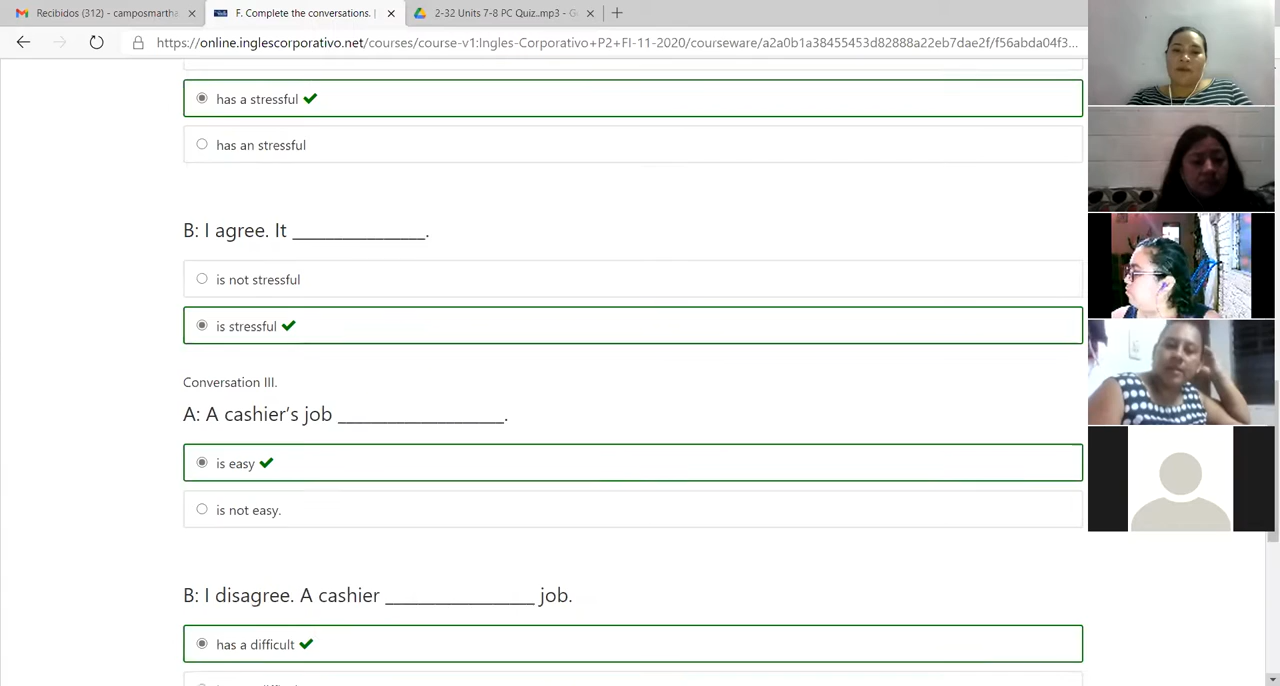 Recibidos (312) - camposmartha
F. Complete the conversations. |
2-32 Units 7-8 PC Quiz..mp3 - G
https://online.inglescorporativo.net/courses/course-v1:Ingles-Corporativo+P2+FI-11-2020/courseware/a2a0b1a38455453d82888a22eb7dae2f/f56abda04f3...
has a stressful ✔
has an stressful
B: I agree. It _______________.
is not stressful
is stressful ✔
Conversation III.
A: A cashier's job ___________________.
is easy ✔
is not easy.
B: I disagree. A cashier _________________ job.
has a difficult ✔